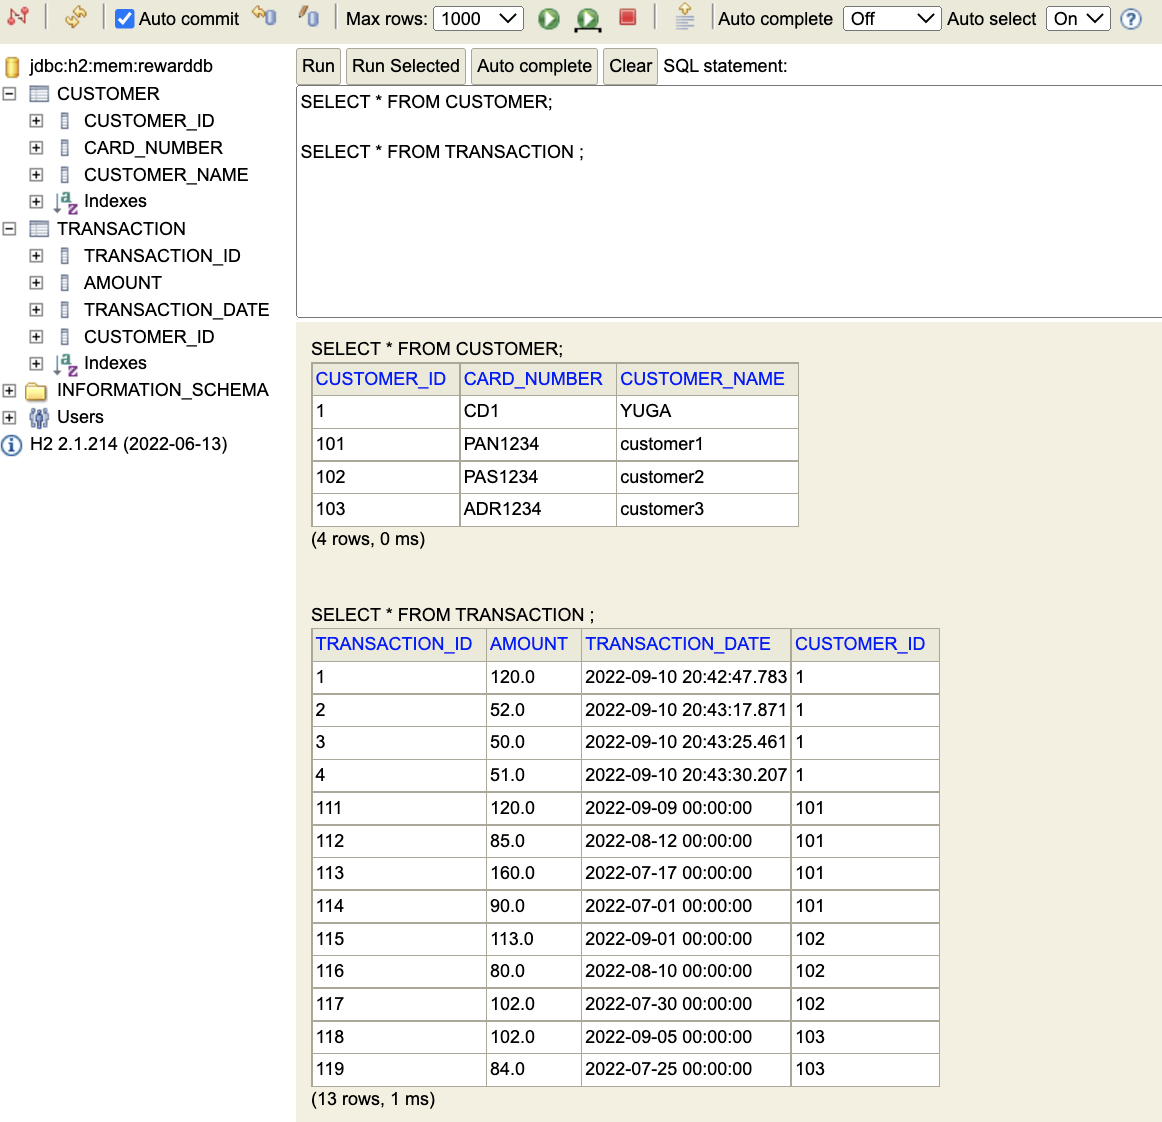 Auto commit Max rows: 1000 Auto complete Off Auto select On
jdbc:h2:mem:rewarddb
CUSTOMER
CUSTOMER_ID
CARD_NUMBER
CUSTOMER_NAME
Indexes
TRANSACTION
TRANSACTION_ID
AMOUNT
TRANSACTION_DATE
CUSTOMER_ID
Indexes
INFORMATION_SCHEMA
Users
H2 2.1.214 (2022-06-13)
Run Run Selected Auto complete Clear SQL statement:
SELECT * FROM CUSTOMER;
SELECT * FROM TRANSACTION ;
SELECT * FROM CUSTOMER;
CUSTOMER_ID CARD_NUMBER CUSTOMER_NAME
1 CD1 YUGA
101 PAN1234 customer1
102 PAS1234 customer2
103 ADR1234 customer3
(4 rows, 0 ms)
SELECT * FROM TRANSACTION ;
TRANSACTION_ID AMOUNT TRANSACTION_DATE CUSTOMER_ID
1 120.0 2022-09-10 20:42:47.783 1
2 52.0 2022-09-10 20:43:17.871 1
3 50.0 2022-09-10 20:43:25.461 1
4 51.0 2022-09-10 20:43:30.207 1
111 120.0 2022-09-09 00:00:00 101
112 85.0 2022-08-12 00:00:00 101
113 160.0 2022-07-17 00:00:00 101
114 90.0 2022-07-01 00:00:00 101
115 113.0 2022-09-01 00:00:00 102
116 80.0 2022-08-10 00:00:00 102
117 102.0 2022-07-30 00:00:00 102
118 102.0 2022-09-05 00:00:00 103
119 84.0 2022-07-25 00:00:00 103
(13 rows, 1 ms)